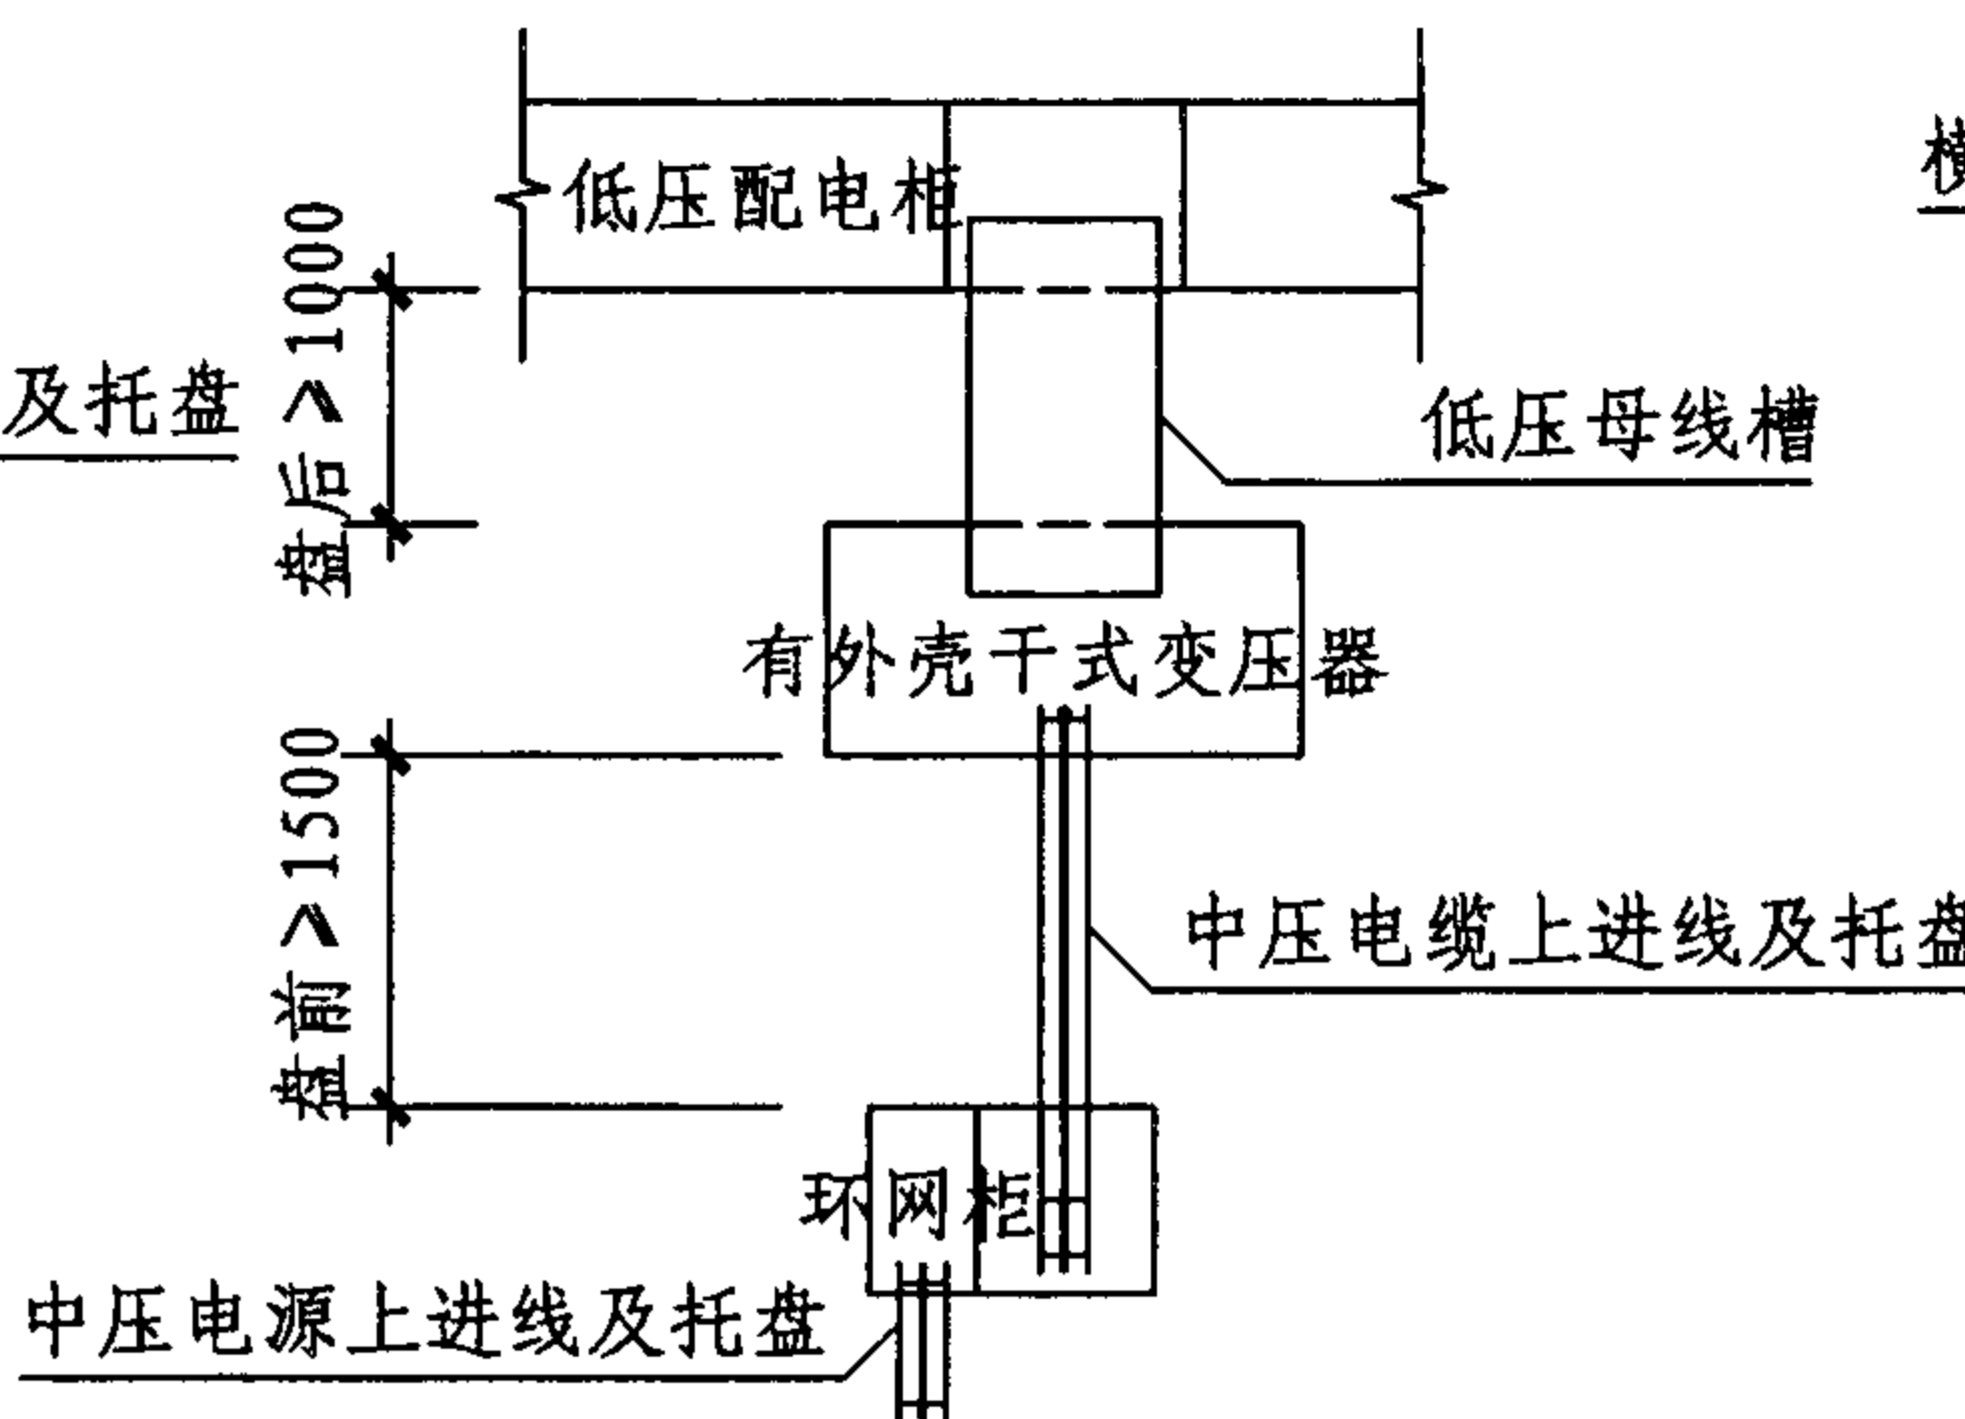 低压配电柜
横
盘后≥1000
及托盘
低压母线槽
有外壳干式变压器
盘前≥1500
中压电缆上进线及托盘
环网柜
中压电源上进线及托盘